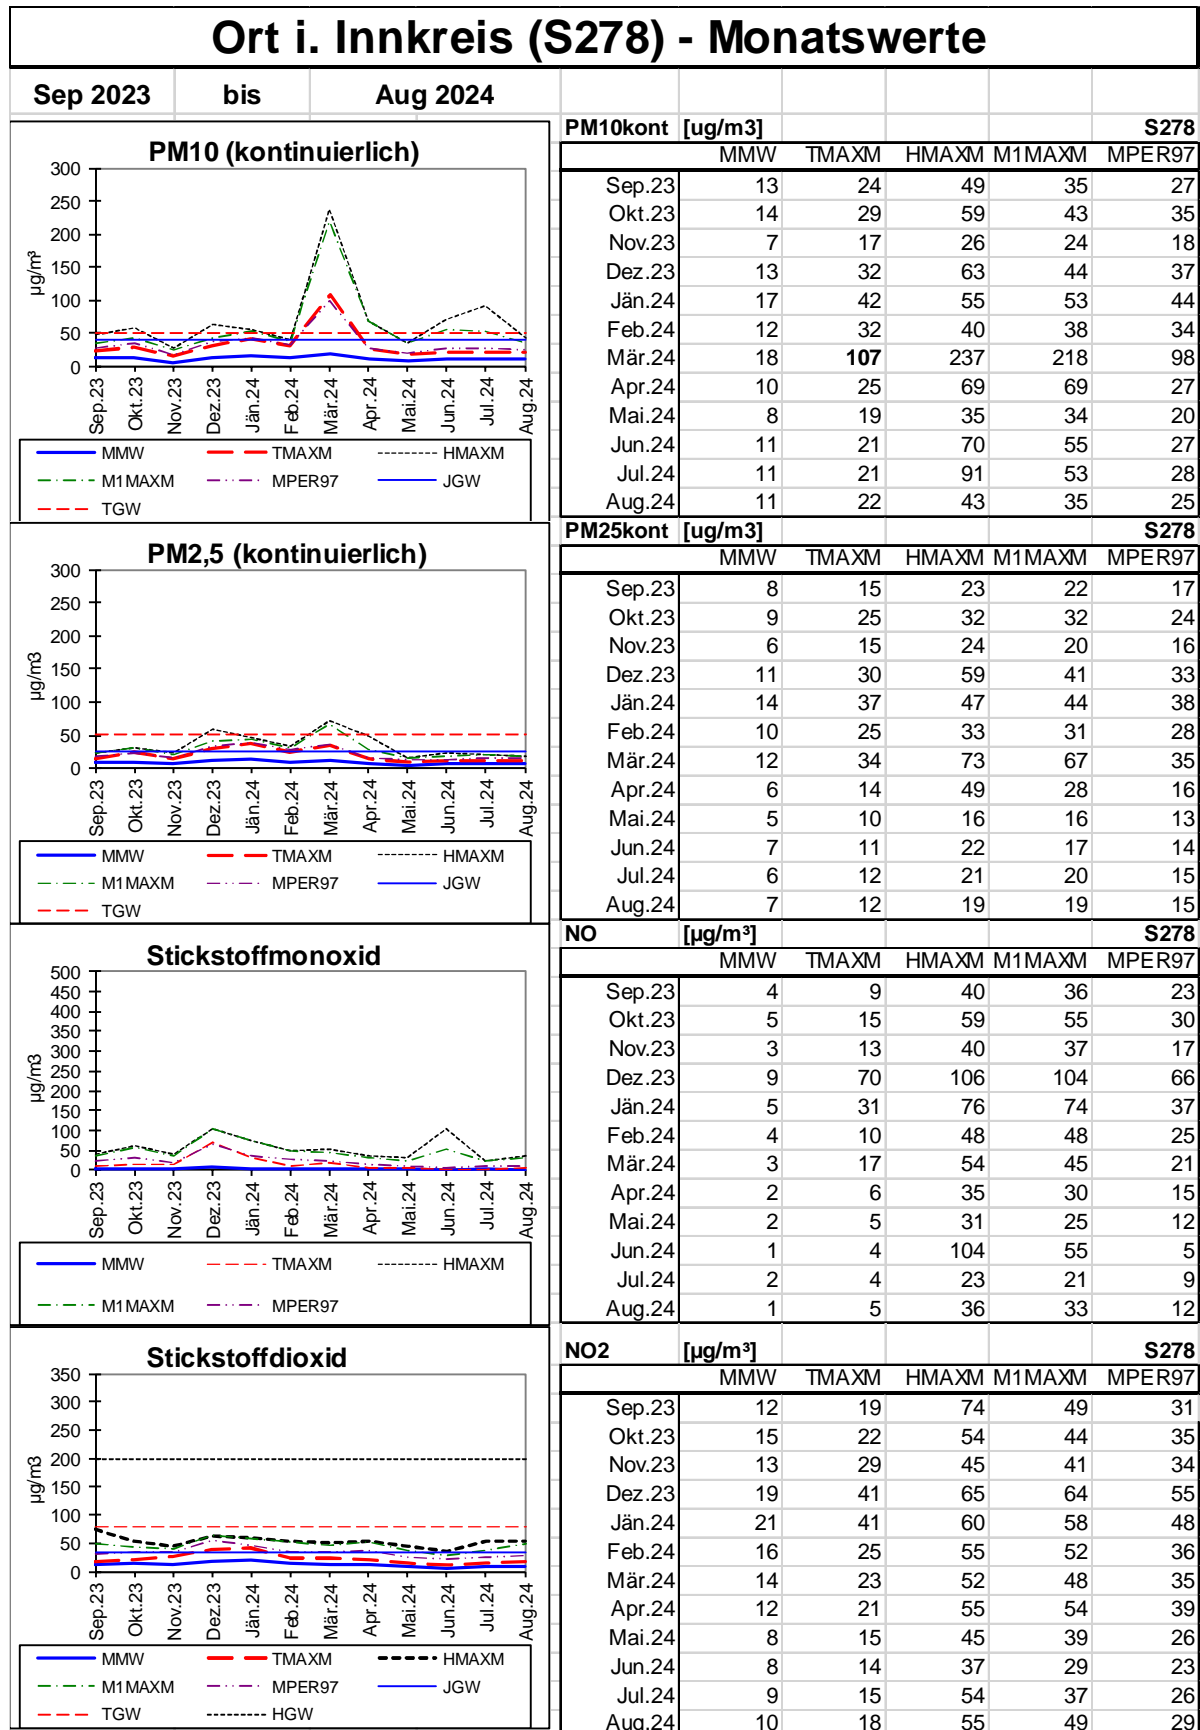 Ort i. Innkreis (S278) - Monatswerte
Sep 2023 bis Aug 2024
PM10 (kontinuierlich)
300
250
200
150
100
50
0
µg/m³
Sep.23 Okt.23 Nov.23 Dez.23 Jän.24 Feb.24 Mär.24 Apr.24 Mai.24 Jun.24 Jul.24 Aug.24
MMW TMAXM HMAXM
M1MAXM MPER97 JGW
TGW
PM10kont [ug/m3] S278
MMW TMAXM HMAXM M1MAXM MPER97
Sep.23 13 24 49 35 27
Okt.23 14 29 59 43 35
Nov.23 7 17 26 24 18
Dez.23 13 32 63 44 37
Jän.24 17 42 55 53 44
Feb.24 12 32 40 38 34
Mär.24 18 107 237 218 98
Apr.24 10 25 69 69 27
Mai.24 8 19 35 34 20
Jun.24 11 21 70 55 27
Jul.24 11 21 91 53 28
Aug.24 11 22 43 35 25
PM2,5 (kontinuierlich)
300
250
200
150
100
50
0
µg/m3
Sep.23 Okt.23 Nov.23 Dez.23 Jän.24 Feb.24 Mär.24 Apr.24 Mai.24 Jun.24 Jul.24 Aug.24
MMW TMAXM HMAXM
M1MAXM MPER97 JGW
TGW
PM25kont [ug/m3] S278
MMW TMAXM HMAXM M1MAXM MPER97
Sep.23 8 15 23 22 17
Okt.23 9 25 32 32 24
Nov.23 6 15 24 20 16
Dez.23 11 30 59 41 33
Jän.24 14 37 47 44 38
Feb.24 10 25 33 31 28
Mär.24 12 34 73 67 35
Apr.24 6 14 49 28 16
Mai.24 5 10 16 16 13
Jun.24 7 11 22 17 14
Jul.24 6 12 21 20 15
Aug.24 7 12 19 19 15
Stickstoffmonoxid
500
450
400
350
300
250
200
150
100
50
0
µg/m3
Sep.23 Okt.23 Nov.23 Dez.23 Jän.24 Feb.24 Mär.24 Apr.24 Mai.24 Jun.24 Jul.24 Aug.24
MMW TMAXM HMAXM
M1MAXM MPER97
NO [µg/m³] S278
MMW TMAXM HMAXM M1MAXM MPER97
Sep.23 4 9 40 36 23
Okt.23 5 15 59 55 30
Nov.23 3 13 40 37 17
Dez.23 9 70 106 104 66
Jän.24 5 31 76 74 37
Feb.24 4 10 48 48 25
Mär.24 3 17 54 45 21
Apr.24 2 6 35 30 15
Mai.24 2 5 31 25 12
Jun.24 1 4 104 55 5
Jul.24 2 4 23 21 9
Aug.24 1 5 36 33 12
Stickstoffdioxid
350
300
250
200
150
100
50
0
µg/m3
Sep.23 Okt.23 Nov.23 Dez.23 Jän.24 Feb.24 Mär.24 Apr.24 Mai.24 Jun.24 Jul.24 Aug.24
MMW TMAXM HMAXM
M1MAXM MPER97 JGW
TGW HGW
NO2 [µg/m³] S278
MMW TMAXM HMAXM M1MAXM MPER97
Sep.23 12 19 74 49 31
Okt.23 15 22 54 44 35
Nov.23 13 29 45 41 34
Dez.23 19 41 65 64 55
Jän.24 21 41 60 58 48
Feb.24 16 25 55 52 36
Mär.24 14 23 52 48 35
Apr.24 12 21 55 54 39
Mai.24 8 15 45 39 26
Jun.24 8 14 37 29 23
Jul.24 9 15 54 37 26
Aug.24 10 18 55 49 29